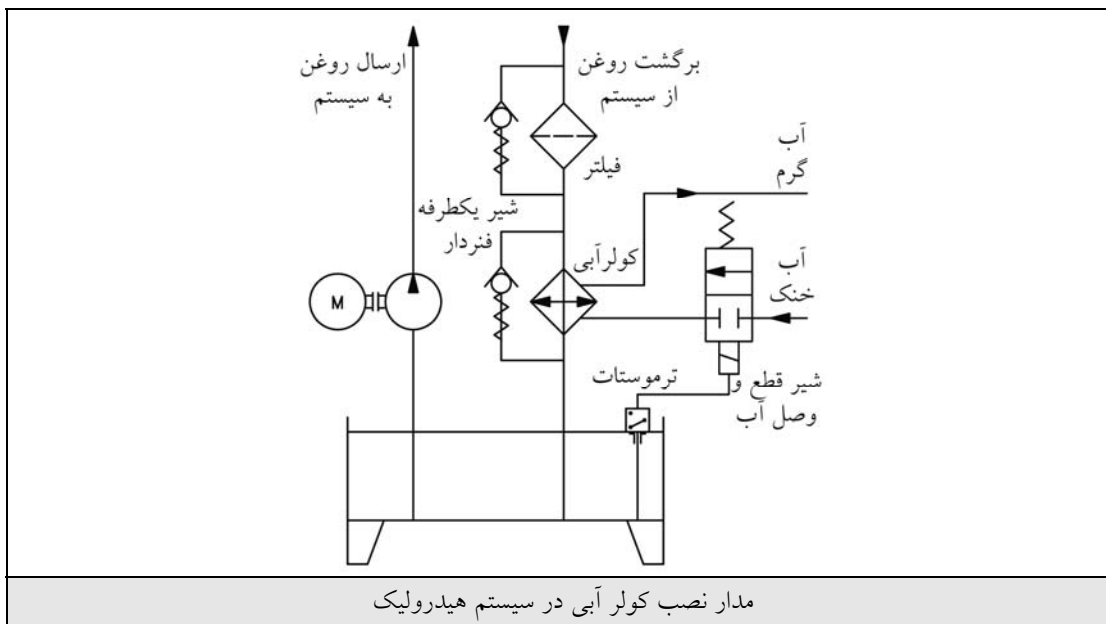 ارسال روغن
به سیستم
برگشت روغن
از سیستم
آب
گرم
فیلتر
شیر یکطرفه
فنردار
کولرآبی
آب
خنک
M
ترموستات
شیر قطع و
وصل آب
مدار نصب کولر آبی در سیستم هیدرولیک